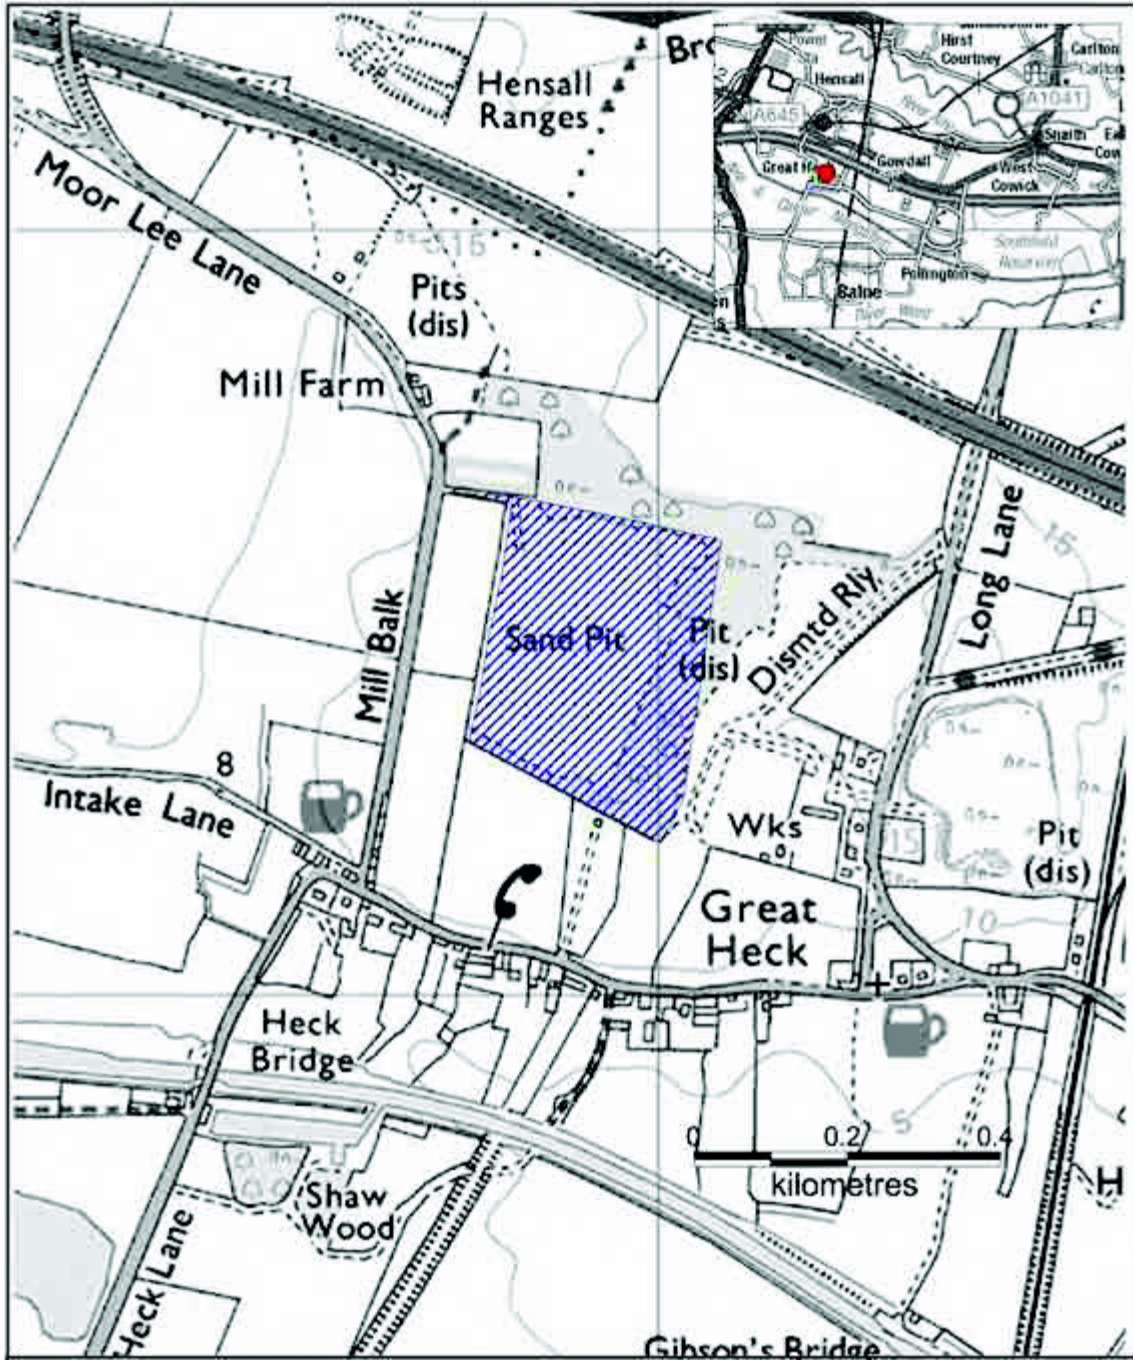 Hensall
Ranges
Bro
Hirst
Courtney
Carlton
Hensall
A1041
A645
Snaith
Gowdall
Great H
West
Cowick
Cow
Pollington
Balne
Moor Lee Lane
Pits
(dis)
Mill Farm
Long Lane
15
Sand Pit
Pit
(dis)
Dismtd Rly
Mill Balk
8
Intake Lane
Wks
15
Pit
(dis)
Great
Heck
10
Heck
Bridge
0 0.2 0.4
5
kilometres
H
Shaw
Wood
Heck Lane
Gibson's Bridge